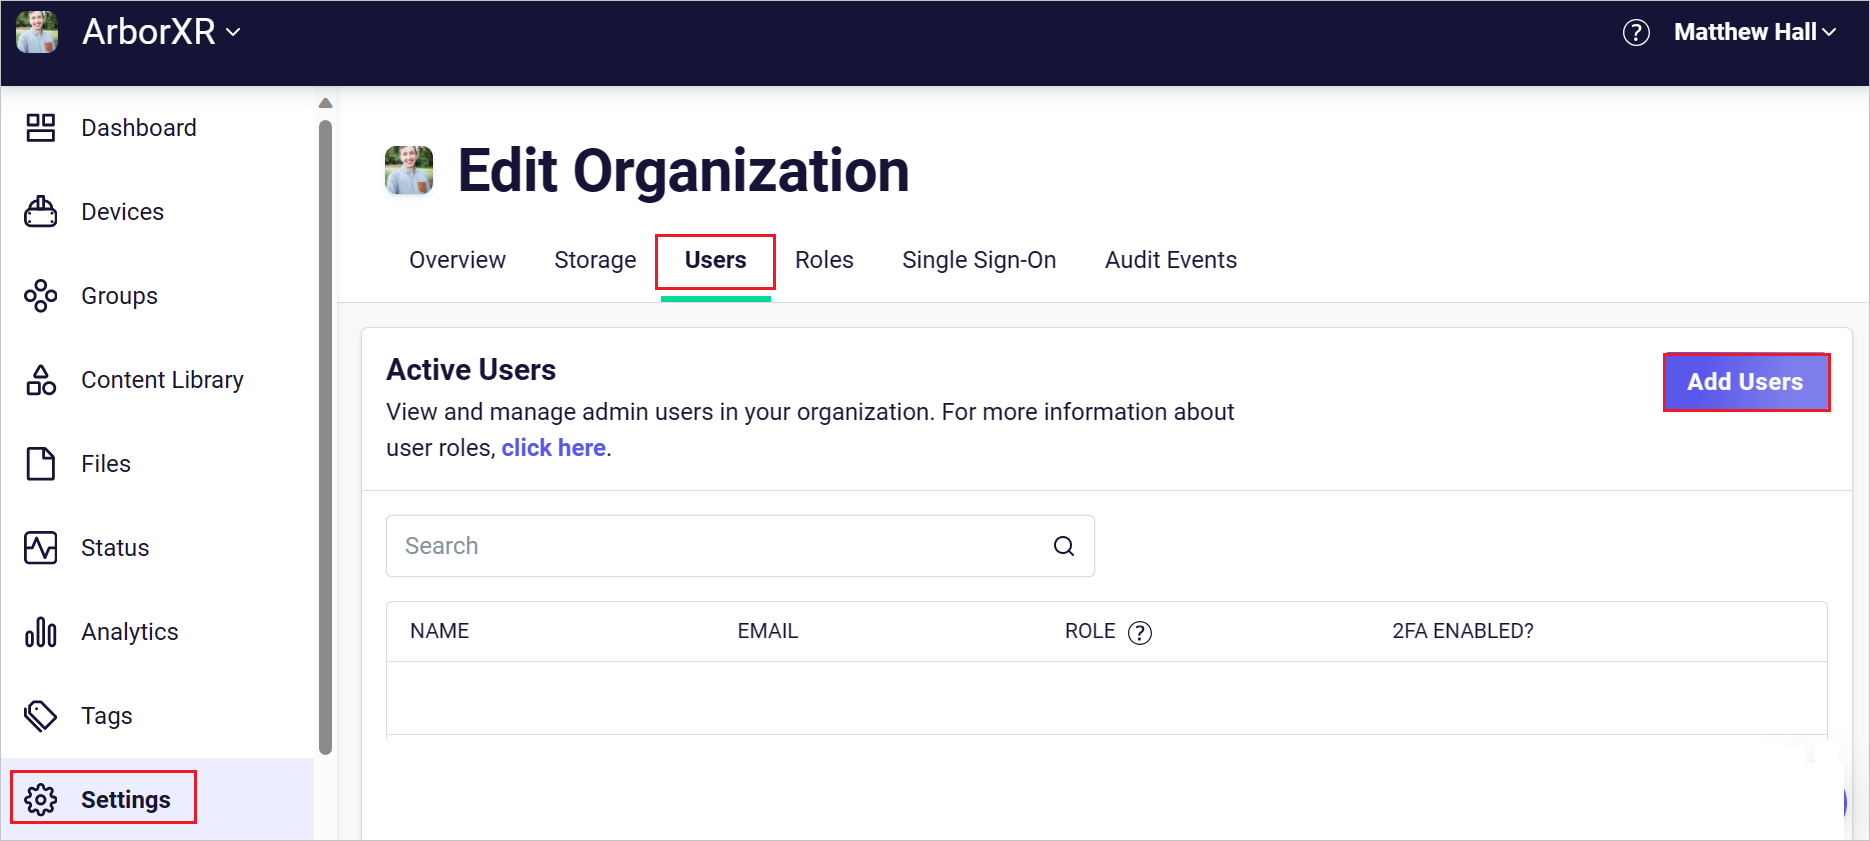 ArborXR
Matthew Hall
Dashboard
Devices
Groups
Content Library
Files
Status
Analytics
Tags
Settings
Edit Organization
Overview
Storage
Users
Roles
Single Sign-On
Audit Events
Active Users
Add Users
View and manage admin users in your organization. For more information about
user roles, click here.
Search
NAME
EMAIL
ROLE ?
2FA ENABLED?